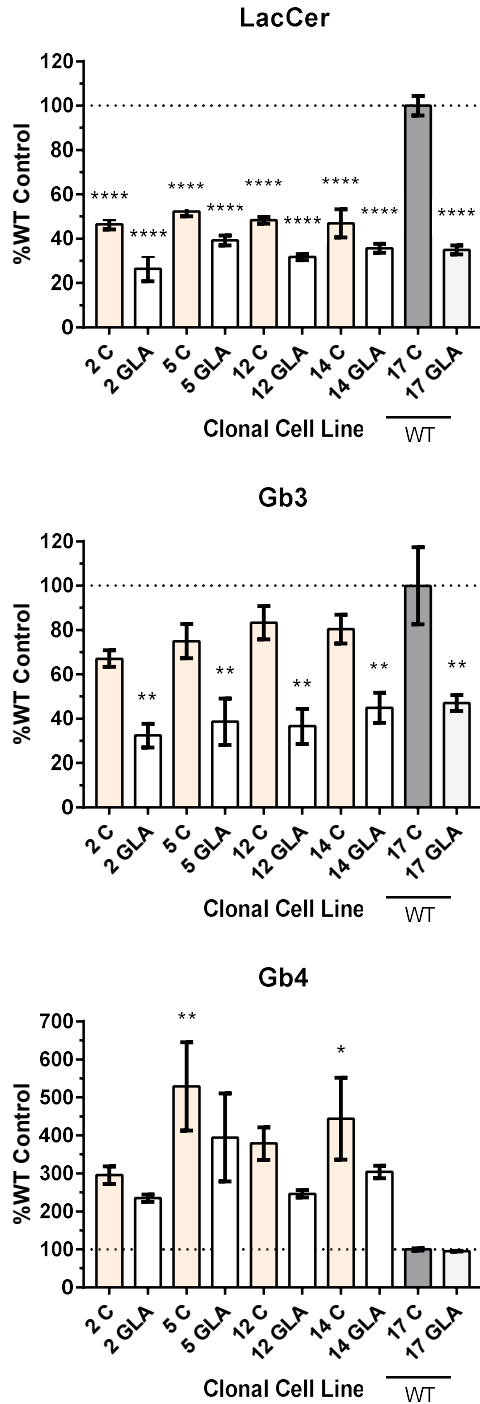 LacCer
%WT Control
120
100
80
60
40
20
0
**** **** **** **** **** **** **** **** ****
2 C 2 GLA 5 C 5 GLA 12 C 12 GLA 14 C 14 GLA 17 C 17 GLA
Clonal Cell Line WT
Gb3
%WT Control
120
100
80
60
40
20
0
** ** ** ** **
2 C 2 GLA 5 C 5 GLA 12 C 12 GLA 14 C 14 GLA 17 C 17 GLA
Clonal Cell Line WT
Gb4
%WT Control
700
600
500
400
300
200
100
0
** *
2 C 2 GLA 5 C 5 GLA 12 C 12 GLA 14 C 14 GLA 17 C 17 GLA
Clonal Cell Line WT